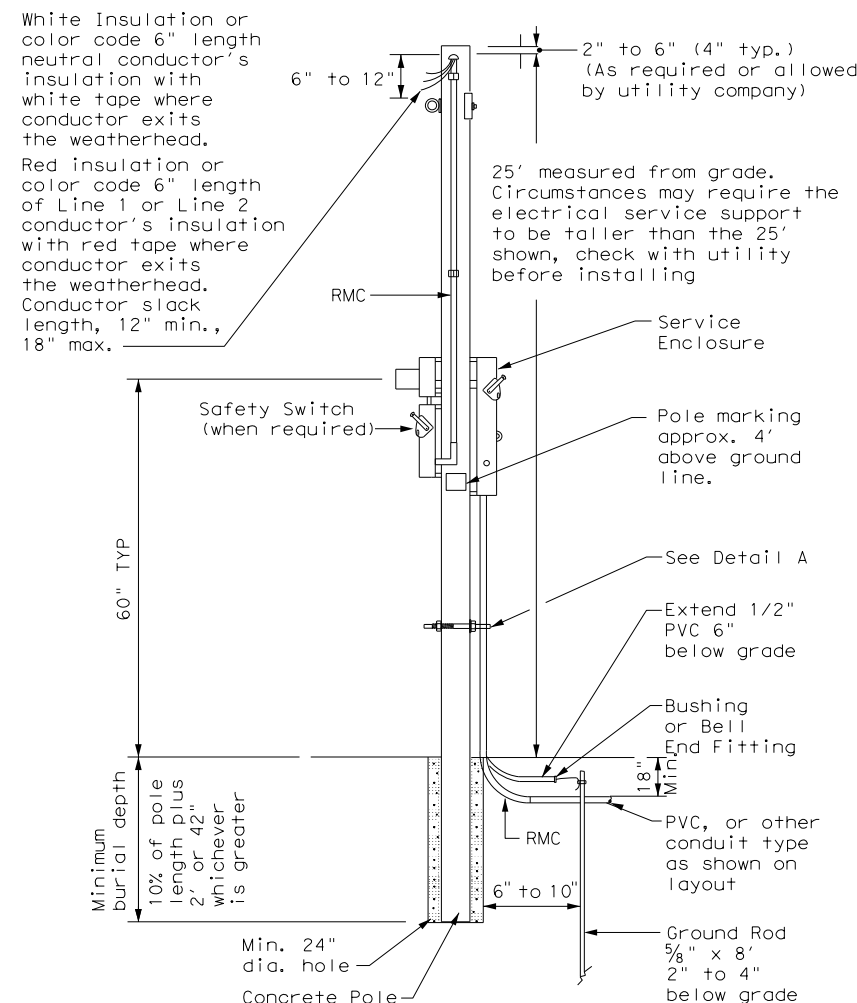 White Insulation or
color code 6" length
neutral conductor's
insulation with
white tape where
conductor exits
the weatherhead.
Red insulation or
color code 6" length
of Line 1 or Line 2
conductor's insulation
with red tape where
conductor exits
the weatherhead.
Conductor slack
length, 12" min.,
18" max.
6" to 12"
2" to 6" (4" typ.)
(As required or allowed
by utility company)
25' measured from grade.
Circumstances may require the
electrical service support
to be taller than the 25'
shown, check with utility
before installing
RMC
Service
Enclosure
Safety Switch
(when required)
Pole marking
approx. 4'
above ground
line.
60" TYP
See Detail A
Extend 1/2"
PVC 6"
below grade
Bushing
or Bell
End Fitting
18"
Min.
Minimum
burial depth
10% of pole
length plus
2' or 42"
whichever
is greater
RMC
PVC, or other
conduit type
as shown on
layout
6" to 10"
Min. 24"
dia. hole
Concrete Pole
Ground Rod
5/8" x 8'
2" to 4"
below grade